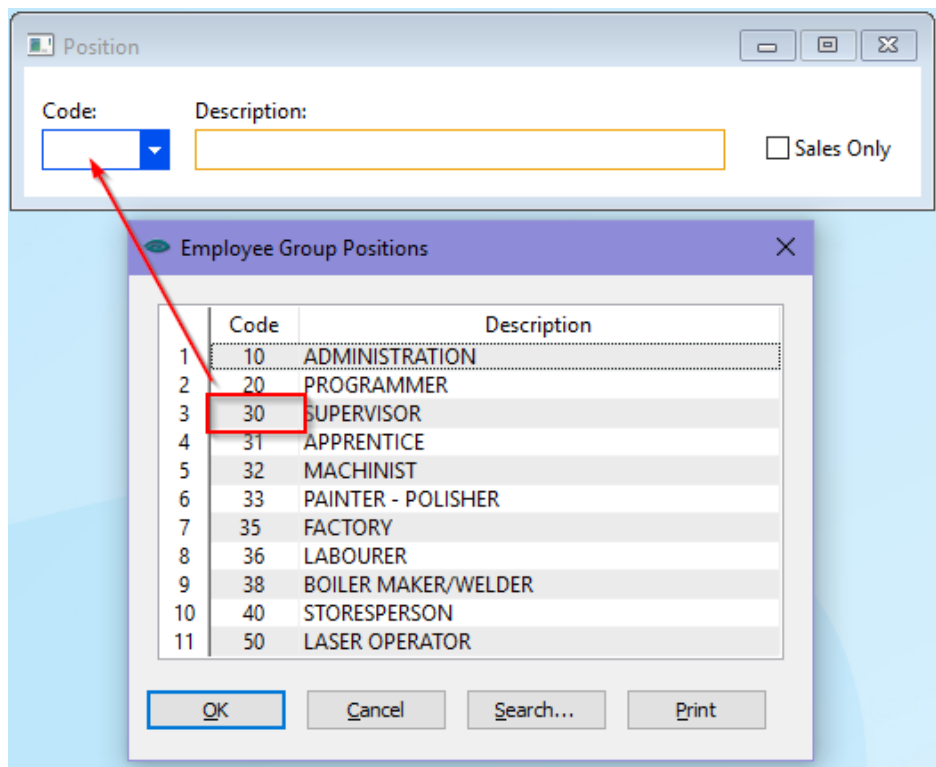 Position
Code: Description:
Sales Only
Employee Group Positions
Code Description
1 10 ADMINISTRATION
2 20 PROGRAMMER
3 30 SUPERVISOR
4 31 APPRENTICE
5 32 MACHINIST
6 33 PAINTER - POLISHER
7 35 FACTORY
8 36 LABOURER
9 38 BOILER MAKER/WELDER
10 40 STORESPERSON
11 50 LASER OPERATOR
OK Cancel Search... Print